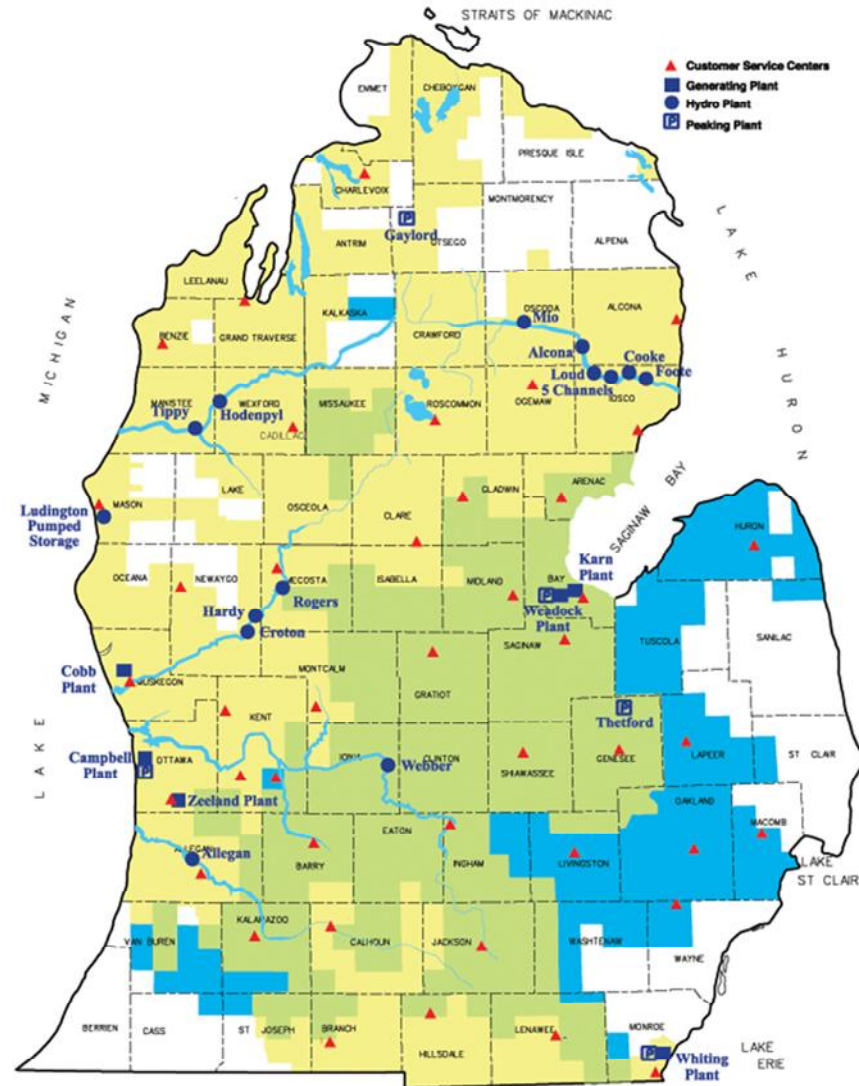 STRAITS OF MACKINAC
Customer Service Centers
Generating Plant
Hydro Plant
P Peaking Plant
EMMET
CHEBOYGAN
PRESQUE ISLE
CHARLEVOIX
MONTMORENCY
P
Gaylord
ANTRIM
OTSEGO
ALPENA
LEELANAU
KALKASKA
OSCODA
ALCONA
BENZIE
GRAND TRAVERSE
CRAWFORD
Mio
Alcona
Cooke
Loud
Foote
5 Channels
IOSCO
MANISTEE
WEXFORD
MISSAUKEE
ROSCOMMON
OGEMAW
Hodenpyl
Tippy
CADILLAC
LAKE
MICHIGAN
LAKE
HURON
SAGINAW BAY
MASON
LAKE
OSCEOLA
CLARE
GLADWIN
ARENAC
Ludington
Pumped
Storage
HURON
OCEANA
NEWAYGO
MECOSTA
ISABELLA
MIDLAND
BAY
Karn
Plant
Rogers
P
Weadock
Plant
Hardy
Croton
TUSCOLA
SANILAC
SAGINAW
Cobb
Plant
MUSKEGON
MONTCALM
GRATIOT
P
Thetford
KENT
Campbell
Plant
P
OTTAWA
IONIA
CLINTON
SHIAWASSEE
GENESEE
LAPEER
ST CLAIR
Webber
Zeeland Plant
OAKLAND
MACOMB
EATON
Allegan
ALLEGAN
BARRY
INGHAM
LIVINGSTON
LAKE
ST CLAIR
VAN BUREN
KALAMAZOO
CALHOUN
JACKSON
WASHTENAW
WAYNE
BERRIEN
CASS
ST JOSEPH
BRANCH
HILLSDALE
LENAWEE
MONROE
P
Whiting
Plant
LAKE
ERIE